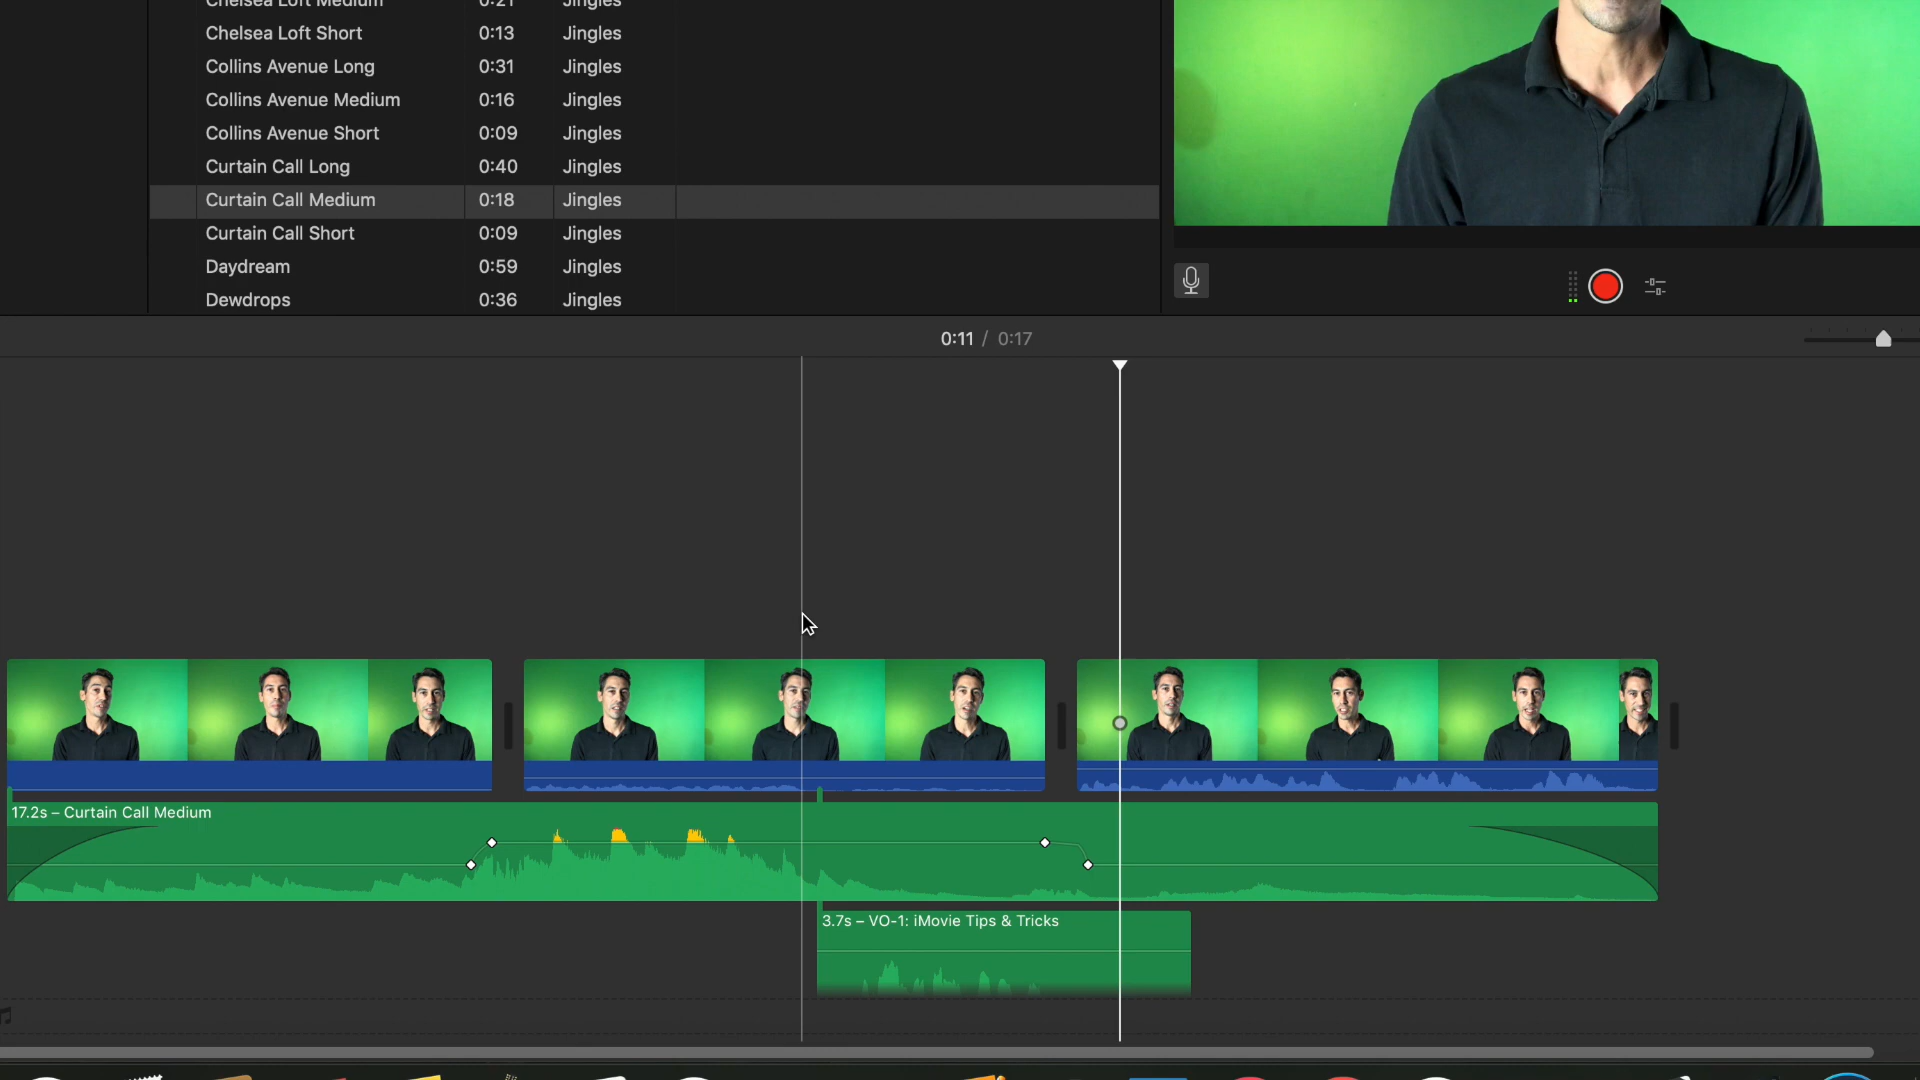 Chelsea Loft Medium 0:21 Jingles
Chelsea Loft Short 0:13 Jingles
Collins Avenue Long 0:31 Jingles
Collins Avenue Medium 0:16 Jingles
Collins Avenue Short 0:09 Jingles
Curtain Call Long 0:40 Jingles
Curtain Call Medium 0:18 Jingles
Curtain Call Short 0:09 Jingles
Daydream 0:59 Jingles
Dewdrops 0:36 Jingles
0:11 / 0:17
17.2s – Curtain Call Medium
3.7s – VO-1: iMovie Tips & Tricks